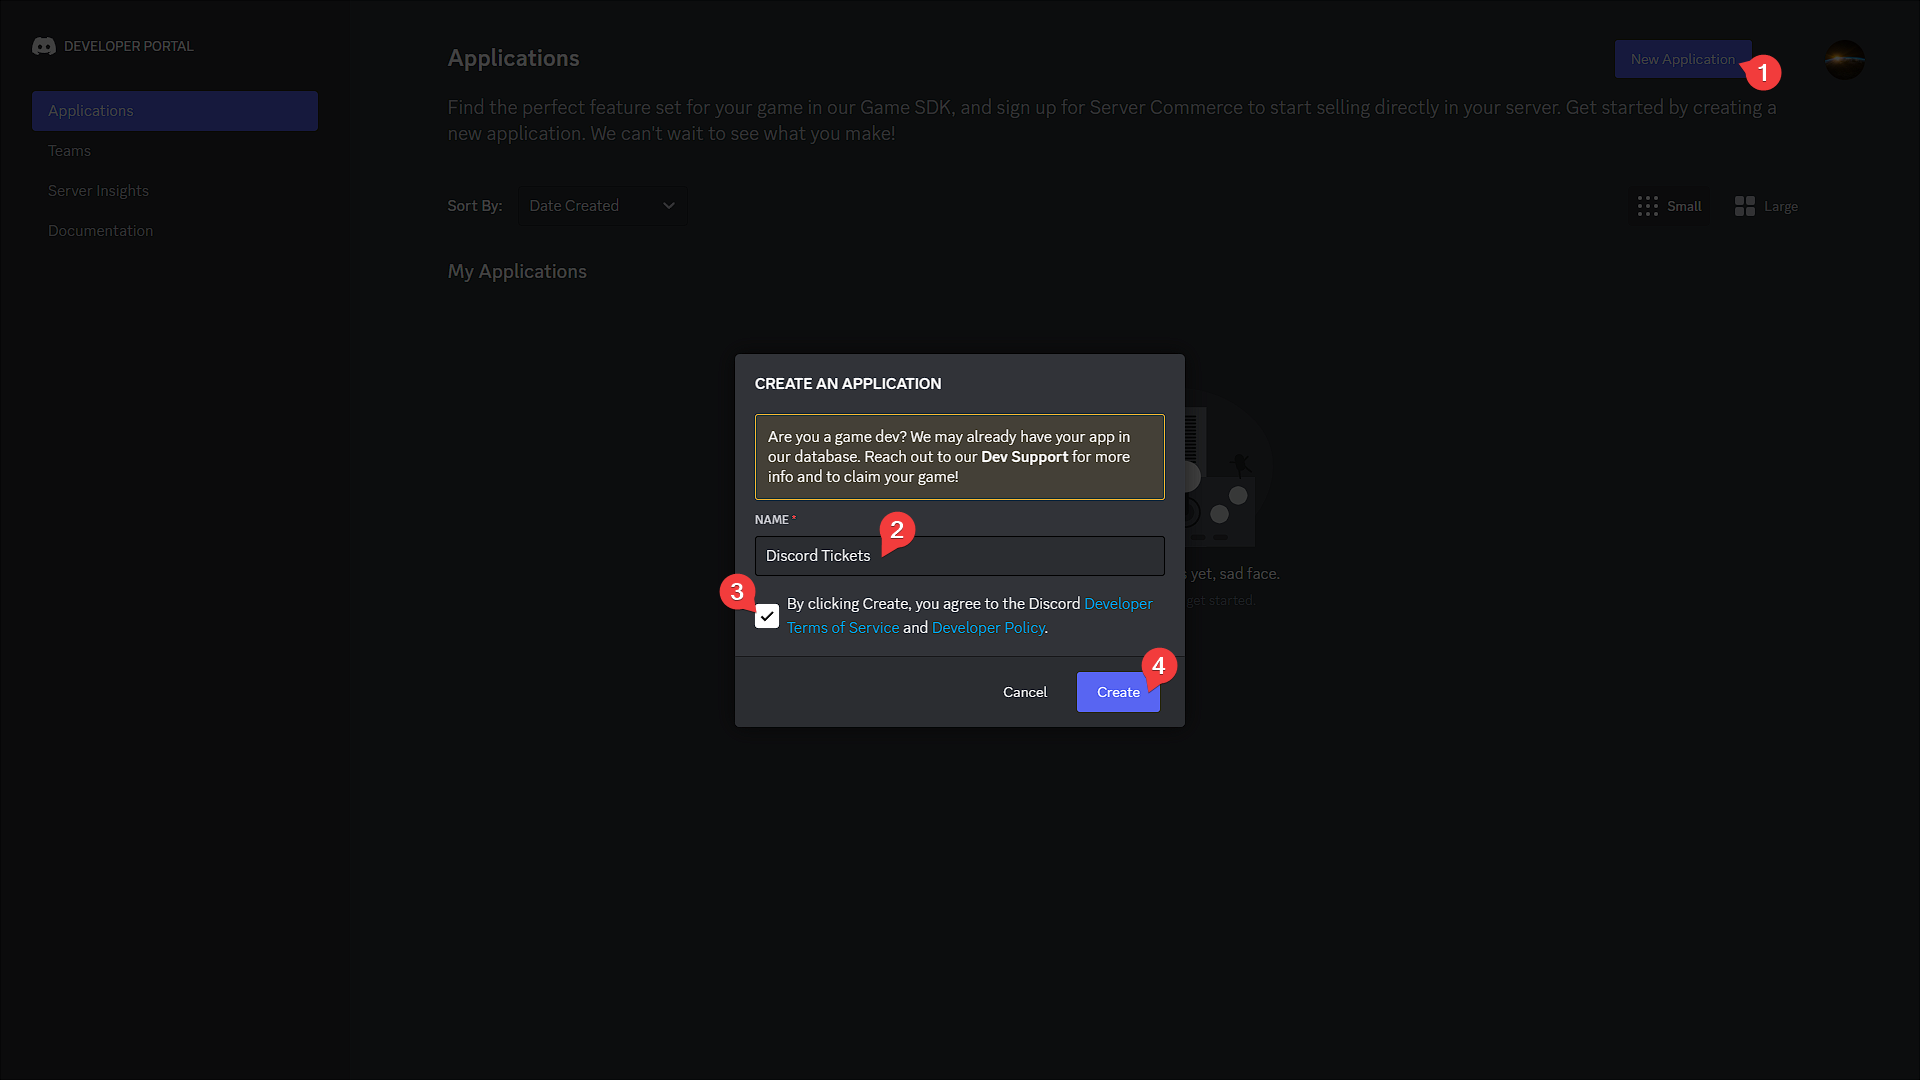 DEVELOPER PORTAL
Applications
Teams
Server Insights
Documentation
Applications
New Application
1
Find the perfect feature set for your game in our Game SDK, and sign up for Server Commerce to start selling directly in your server. Get started by creating a
new application. We can't wait to see what you make!
Sort By:
Date Created
Small
Large
My Applications
CREATE AN APPLICATION
Are you a game dev? We may already have your app in
our database. Reach out to our Dev Support for more
info and to claim your game!
NAME *
2
Discord Tickets
3
By clicking Create, you agree to the Discord Developer
Terms of Service and Developer Policy.
4
Cancel
Create
yet, sad face.
get started.